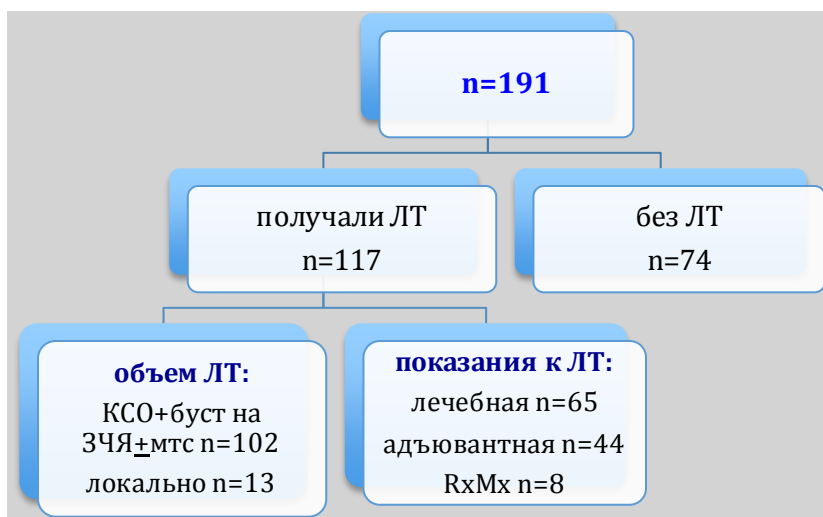 n=191
получали ЛТ
n=117
без ЛТ
n=74
объем ЛТ:
КСО+буст на
ЗЧЯ±мтс n=102
локально n=13
показания к ЛТ:
лечебная n=65
адъювантная n=44
RxMx n=8